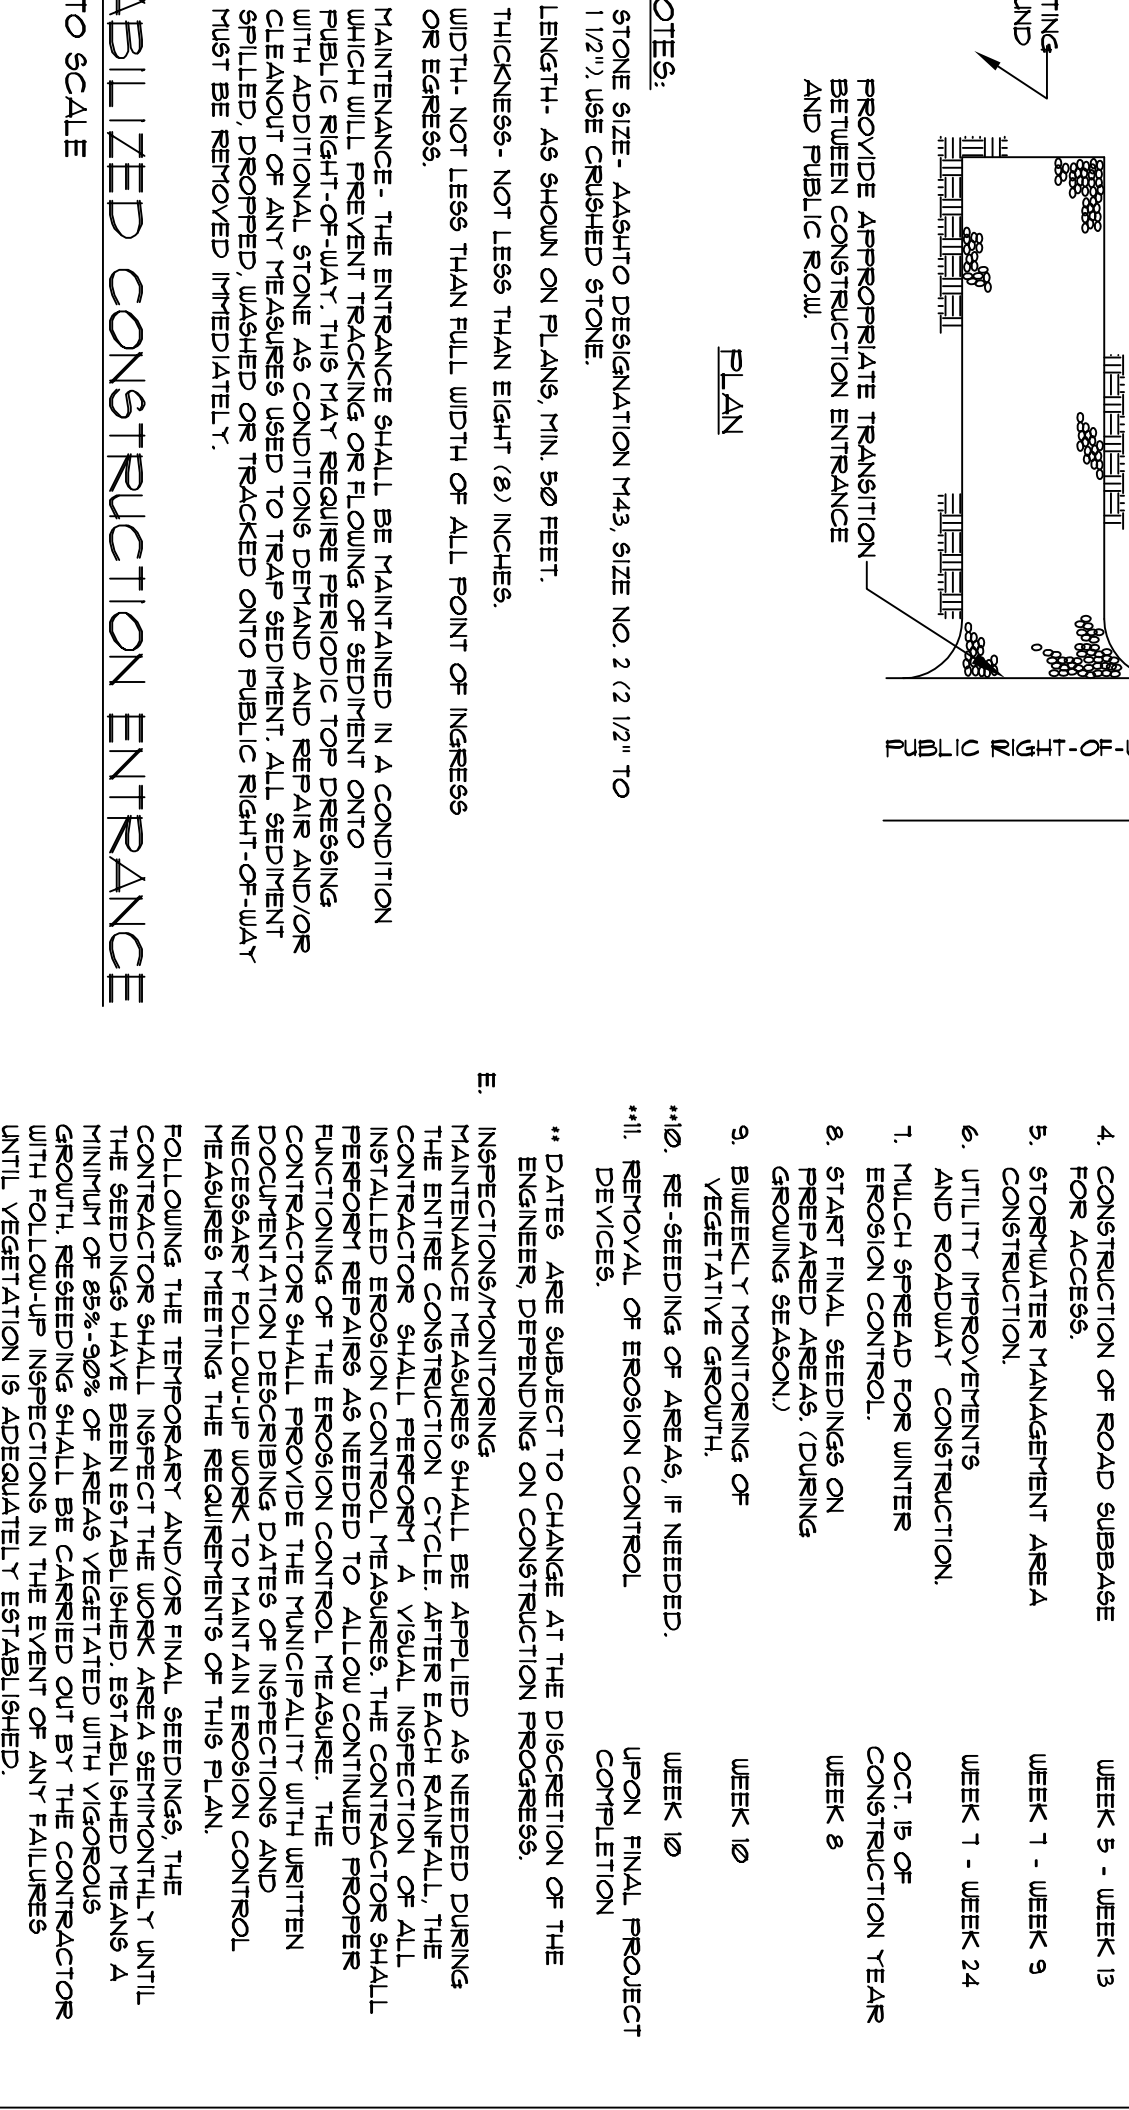 TING
UND
PROVIDE APPROPRIATE TRANSITION
BETWEEN CONSTRUCTION ENTRANCE
AND PUBLIC R.O.W.
PUBLIC RIGHT-OF-
PLAN
OTES:
STONE SIZE- AASHTO DESIGNATION M43, SIZE NO. 2 (2 1/2" TO
1 1/2"). USE CRUSHED STONE.
LENGTH- AS SHOWN ON PLANS, MIN. 50 FEET.
THICKNESS- NOT LESS THAN EIGHT (8) INCHES.
WIDTH- NOT LESS THAN FULL WIDTH OF ALL POINT OF INGRESS
OR EGRESS.
MAINTENANCE- THE ENTRANCE SHALL BE MAINTAINED IN A CONDITION
WHICH WILL PREVENT TRACKING OR FLOWING OF SEDIMENT ONTO
PUBLIC RIGHT-OF-WAY. THIS MAY REQUIRE PERIODIC TOP DRESSING
WITH ADDITIONAL STONE AS CONDITIONS DEMAND AND REPAIR AND/OR
CLEANOUT OF ANY MEASURES USED TO TRAP SEDIMENT. ALL SEDIMENT
SPILLED, DROPPED, WASHED OR TRACKED ONTO PUBLIC RIGHT-OF-WAY
MUST BE REMOVED IMMEDIATELY.
ABILIZED CONSTRUCTION ENTRANCE
TO SCALE
4. CONSTRUCTION OF ROAD SUBBASE WEEK 5 - WEEK 13
FOR ACCESS.
5. STORMWATER MANAGEMENT AREA WEEK 7 - WEEK 9
CONSTRUCTION.
6. UTILITY IMPROVEMENTS WEEK 7 - WEEK 24
AND ROADWAY CONSTRUCTION.
7. MULCH SPREAD FOR WINTER OCT. 15 OF
EROSION CONTROL. CONSTRUCTION YEAR
8. START FINAL SEEDINGS ON WEEK 8
PREPARED AREAS. (DURING
GROWING SEASON.)
9. BIWEEKLY MONITORING OF WEEK 10
VEGETATIVE GROWTH.
**10. RE-SEEDING OF AREAS, IF NEEDED. WEEK 10
**11. REMOVAL OF EROSION CONTROL UPON FINAL PROJECT
DEVICES. COMPLETION
** DATES ARE SUBJECT TO CHANGE AT THE DISCRETION OF THE
ENGINEER, DEPENDING ON CONSTRUCTION PROGRESS.
E. INSPECTIONS/MONITORING
MAINTENANCE MEASURES SHALL BE APPLIED AS NEEDED DURING
THE ENTIRE CONSTRUCTION CYCLE. AFTER EACH RAINFALL, THE
CONTRACTOR SHALL PERFORM A VISUAL INSPECTION OF ALL
INSTALLED EROSION CONTROL MEASURES. THE CONTRACTOR SHALL
PERFORM REPAIRS AS NEEDED TO ALLOW CONTINUED PROPER
FUNCTIONING OF THE EROSION CONTROL MEASURE. THE
CONTRACTOR SHALL PROVIDE THE MUNICIPALITY WITH WRITTEN
DOCUMENTATION DESCRIBING DATES OF INSPECTIONS AND
NECESSARY FOLLOW-UP WORK TO MAINTAIN EROSION CONTROL
MEASURES MEETING THE REQUIREMENTS OF THIS PLAN.
FOLLOWING THE TEMPORARY AND/OR FINAL SEEDINGS, THE
CONTRACTOR SHALL INSPECT THE WORK AREA SEMIMONTHLY UNTIL
THE SEEDINGS HAVE BEEN ESTABLISHED. ESTABLISHED MEANS A
MINIMUM OF 85%-90% OF AREAS VEGETATED WITH VIGOROUS
GROWTH. RESEEDING SHALL BE CARRIED OUT BY THE CONTRACTOR
WITH FOLLOW-UP INSPECTIONS IN THE EVENT OF ANY FAILURES
UNTIL VEGETATION IS ADEQUATELY ESTABLISHED.